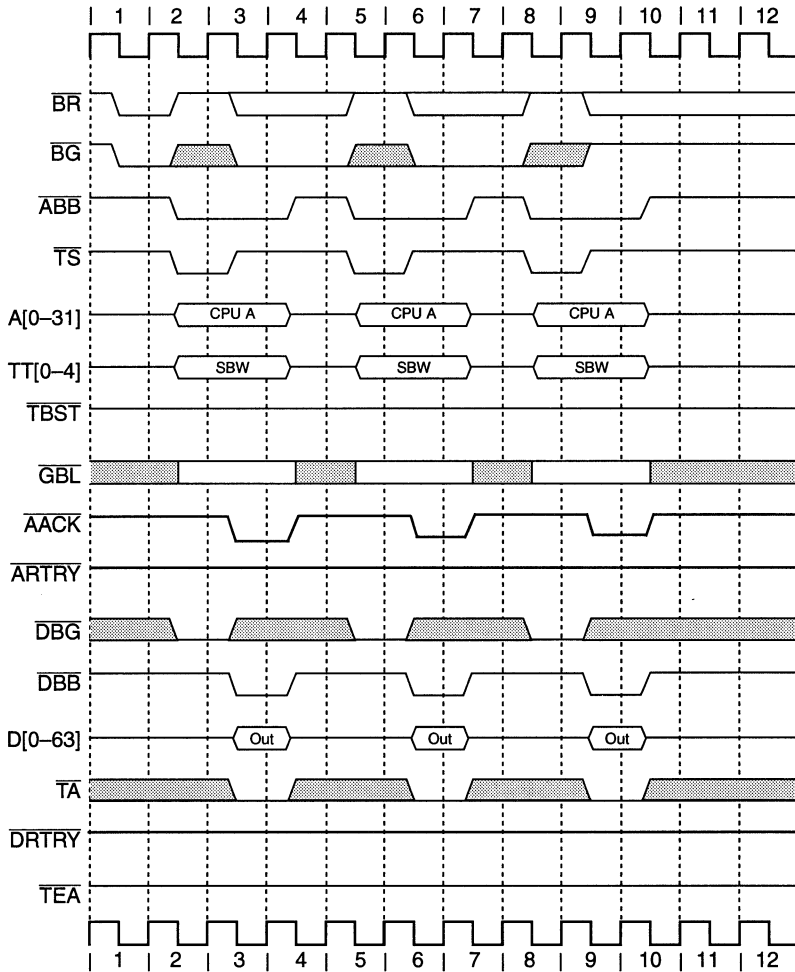 1 2 3 4 5 6 7 8 9 10 11 12
BR
BG
ABB
TS
A[0–31] CPU A CPU A CPU A
TT[0–4] SBW SBW SBW
TBST
GBL
AACK
ARTRY
DBG
DBB
D[0–63] Out Out Out
TA
DRTRY
TEA
1 2 3 4 5 6 7 8 9 10 11 12